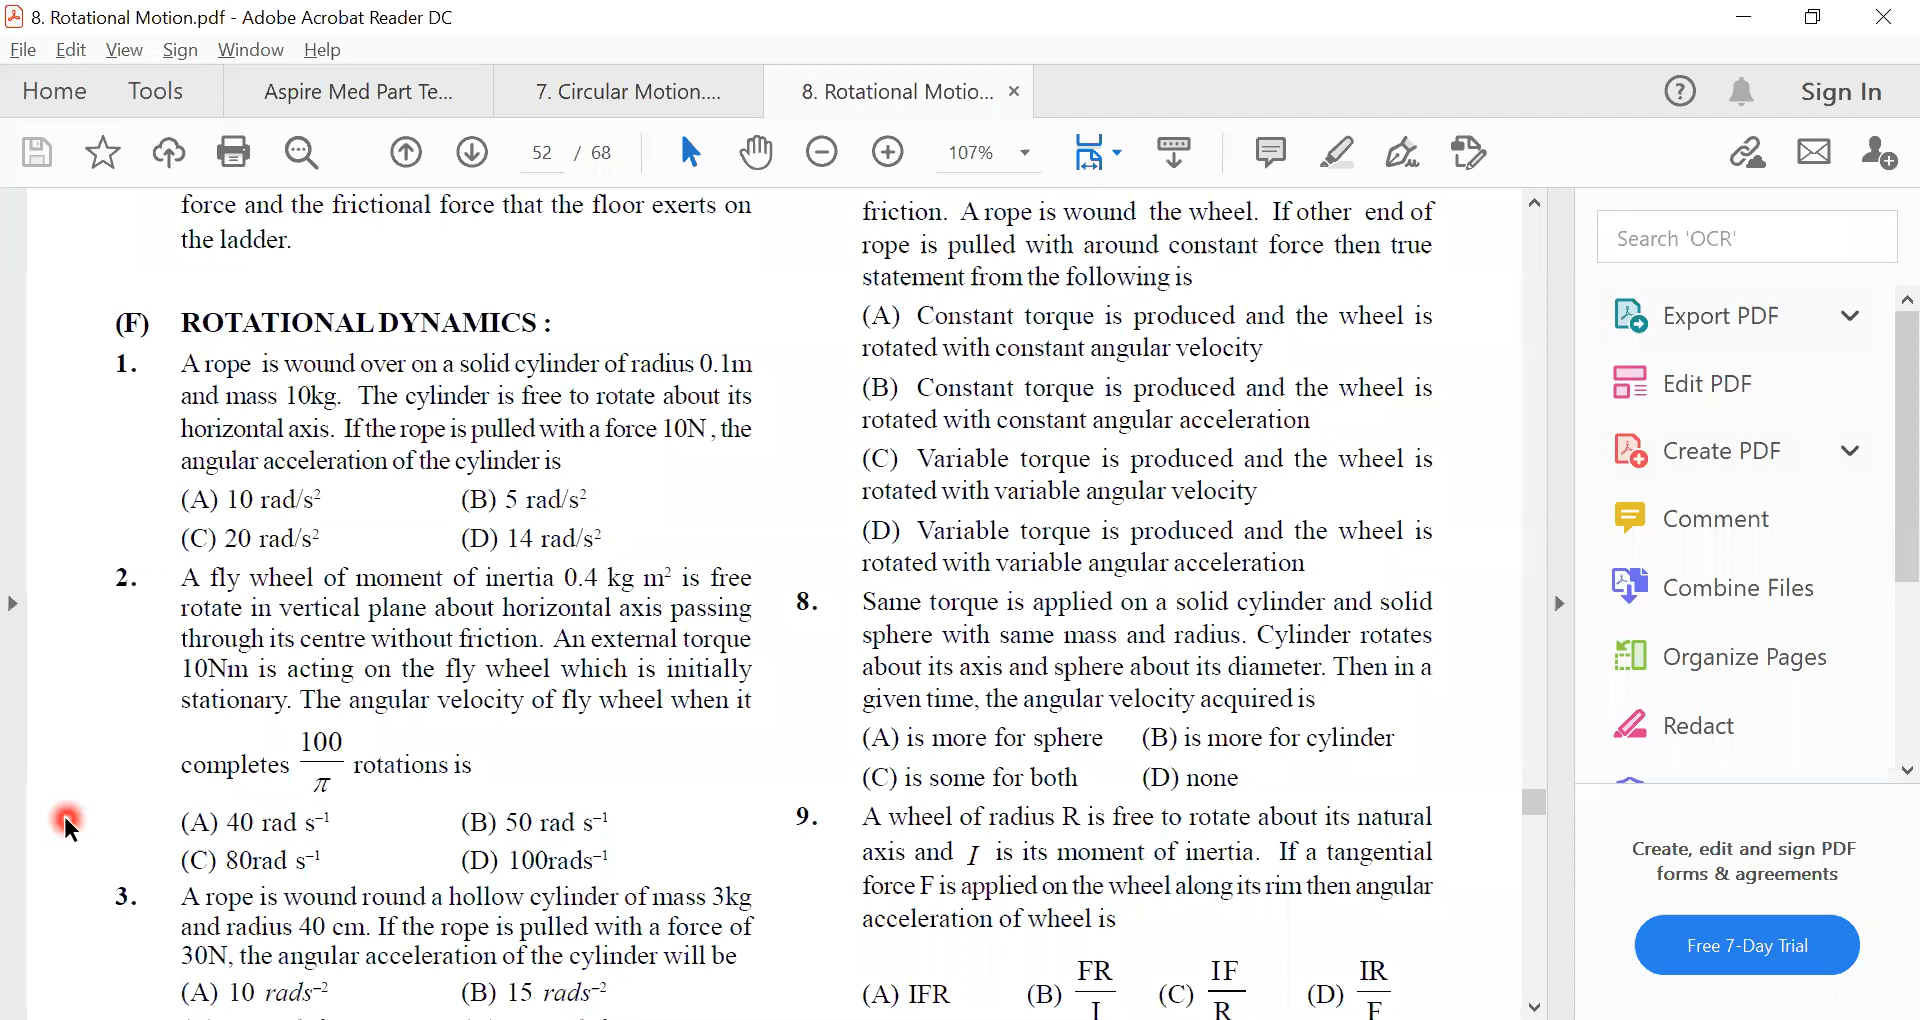 8. Rotational Motion.pdf - Adobe Acrobat Reader DC
File Edit View Sign Window Help
Home Tools Aspire Med Part Te... 7. Circular Motion.... 8. Rotational Motio... × Sign In
52 / 68 107%
force and the frictional force that the floor exerts on
the ladder.
(F) ROTATIONAL DYNAMICS :
1. A rope is wound over on a solid cylinder of radius 0.1m
and mass 10kg. The cylinder is free to rotate about its
horizontal axis. If the rope is pulled with a force 10N , the
angular acceleration of the cylinder is
(A) 10 rad/s² (B) 5 rad/s²
(C) 20 rad/s² (D) 14 rad/s²
2. A fly wheel of moment of inertia 0.4 kg m² is free
rotate in vertical plane about horizontal axis passing
through its centre without friction. An external torque
10Nm is acting on the fly wheel which is initially
stationary. The angular velocity of fly wheel when it
completes 100/π rotations is
(A) 40 rad s⁻¹ (B) 50 rad s⁻¹
(C) 80rad s⁻¹ (D) 100rads⁻¹
3. A rope is wound round a hollow cylinder of mass 3kg
and radius 40 cm. If the rope is pulled with a force of
30N, the angular acceleration of the cylinder will be
(A) 10 rads⁻² (B) 15 rads⁻²
friction. A rope is wound the wheel. If other end of
rope is pulled with around constant force then true
statement from the following is
(A) Constant torque is produced and the wheel is
rotated with constant angular velocity
(B) Constant torque is produced and the wheel is
rotated with constant angular acceleration
(C) Variable torque is produced and the wheel is
rotated with variable angular velocity
(D) Variable torque is produced and the wheel is
rotated with variable angular acceleration
8. Same torque is applied on a solid cylinder and solid
sphere with same mass and radius. Cylinder rotates
about its axis and sphere about its diameter. Then in a
given time, the angular velocity acquired is
(A) is more for sphere (B) is more for cylinder
(C) is some for both (D) none
9. A wheel of radius R is free to rotate about its natural
axis and I is its moment of inertia. If a tangential
force F is applied on the wheel along its rim then angular
acceleration of wheel is
(A) IFR (B) FR/I (C) IF/R (D) IR/F
Search 'OCR'
Export PDF
Edit PDF
Create PDF
Comment
Combine Files
Organize Pages
Redact
Create, edit and sign PDF
forms & agreements
Free 7-Day Trial